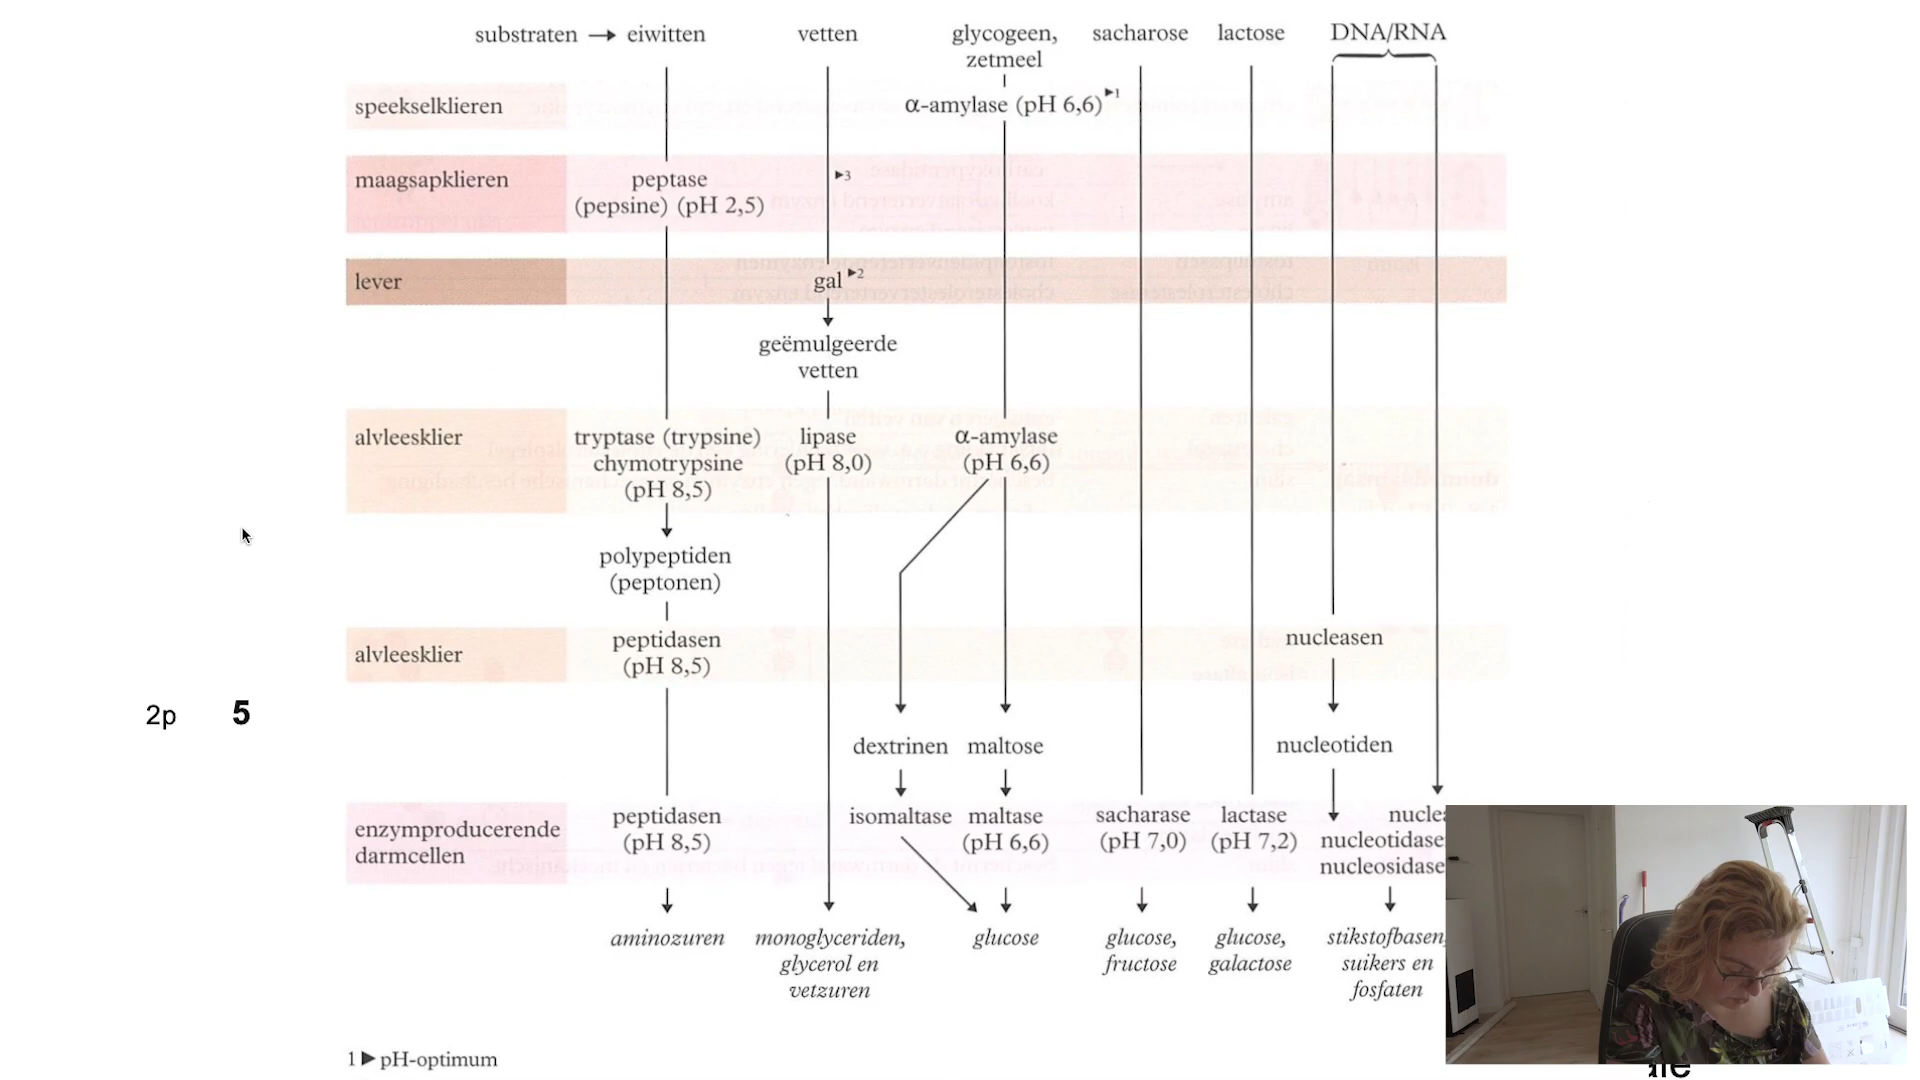 substraten → eiwitten vetten glycogeen, sacharose lactose DNA/RNA
zetmeel
speekselklieren α-amylase (pH 6,6) ►1
maagsapklieren peptase ►3
(pepsine) (pH 2,5)
lever gal ►2
geëmulgeerde
vetten
alvleesklier tryptase (trypsine) lipase α-amylase
chymotrypsine (pH 8,0) (pH 6,6)
(pH 8,5)
polypeptiden
(peptonen)
alvleesklier peptidasen nucleasen
(pH 8,5)
2p 5
dextrinen maltose nucleotiden
enzymproducerende peptidasen isomaltase maltase sacharase lactase
darmcellen (pH 8,5) (pH 6,6) (pH 7,0) (pH 7,2) nucleotidase
nucleosidase
aminozuren monoglyceriden, glucose glucose, glucose, stikstofbasen,
glycerol en fructose galactose suikers en
vetzuren fosfaten
1 ► pH-optimum